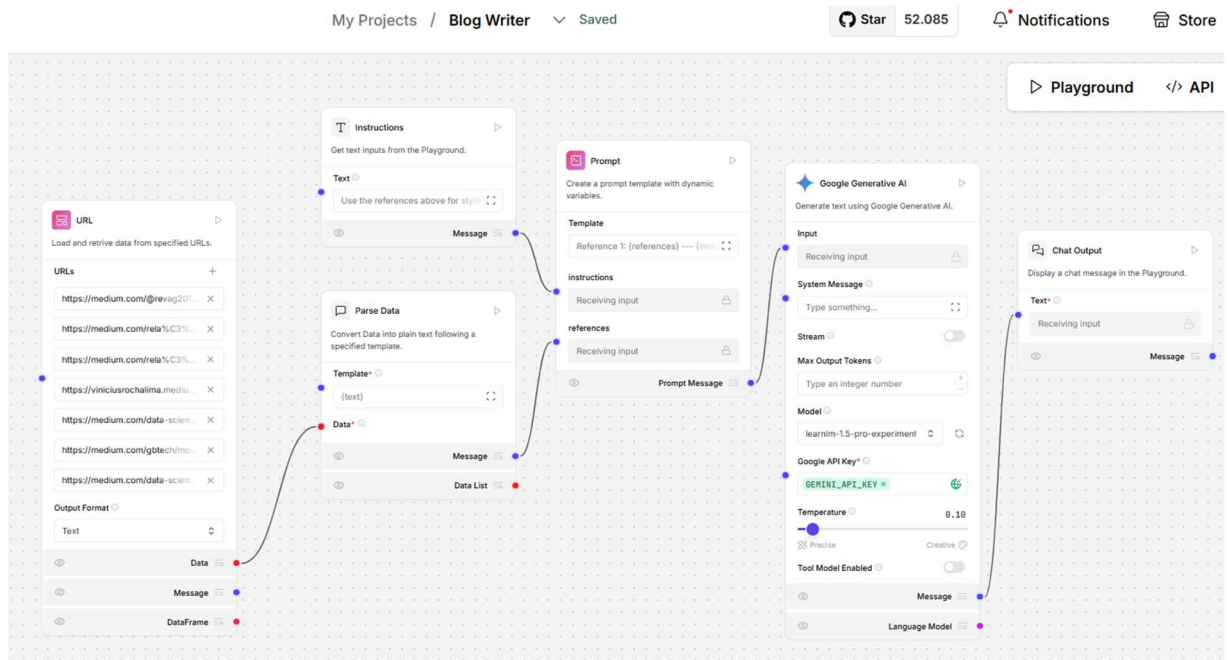 My Projects / Blog Writer Saved
Star 52.085
Notifications
Store
Playground
</> API
URL
Load and retrive data from specified URLs.
URLs
https://medium.com/@revag201...
https://medium.com/rela%C3%...
https://medium.com/rela%C3%...
https://viniciusrochalima.mediu...
https://medium.com/data-scien...
https://medium.com/gbtech/mo...
https://medium.com/data-scien...
Output Format
Text
Data
Message
DataFrame
Instructions
Get text inputs from the Playground.
Text
Use the references above for style
Message
Parse Data
Convert Data into plain text following a
specified template.
Template*
{text}
Data*
Message
Data List
Prompt
Create a prompt template with dynamic
variables.
Template
Reference 1: {references} --- {inst
instructions
Receiving input
references
Receiving input
Prompt Message
Google Generative AI
Generate text using Google Generative AI.
Input
Receiving input
System Message
Type something...
Stream
Max Output Tokens
Type an integer number
Model
learnlm-1.5-pro-experiment
Google API Key*
GEMINI_API_KEY ×
Temperature 0.10
Precise Creative
Tool Model Enabled
Message
Language Model
Chat Output
Display a chat message in the Playground.
Text*
Receiving input
Message